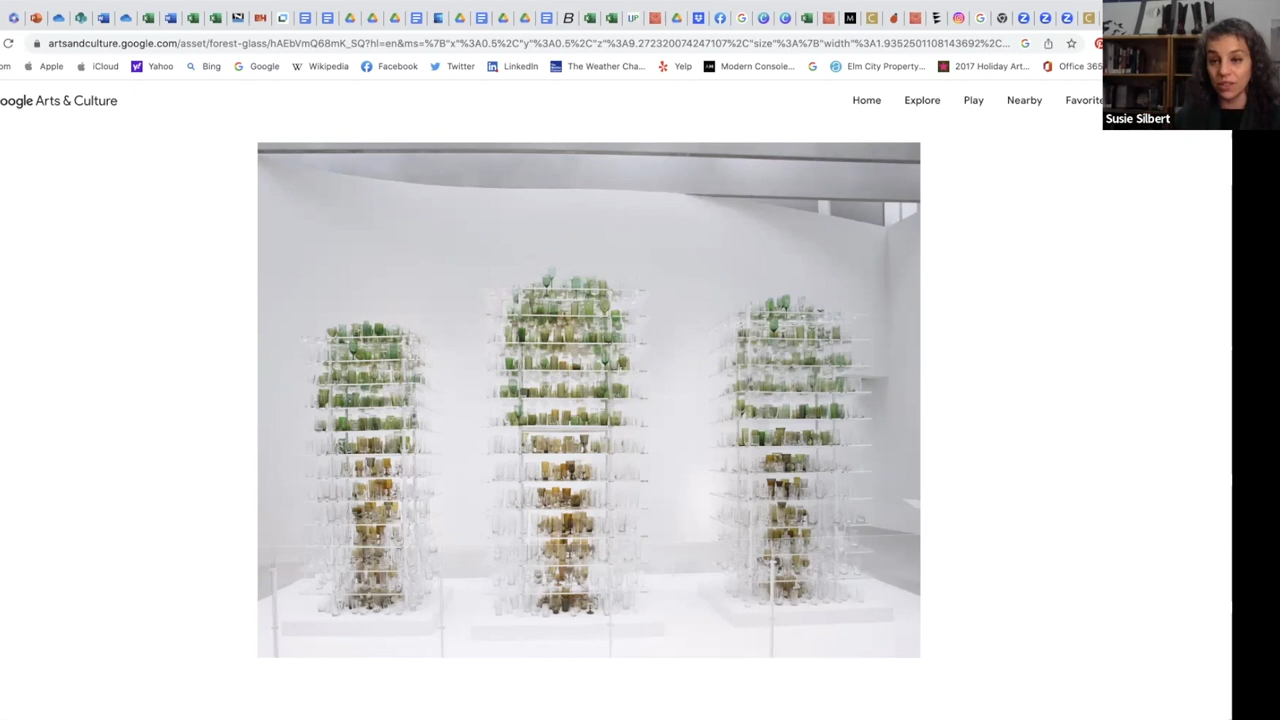 artsandculture.google.com/asset/forest-glass/hAEbVmQ68mK_SQ?hl=en&ms=%7B"x"%3A0.5%2C"y"%3A0.5%2C"z"%3A9.272320074247107%2C"size"%3A%7B"width"%3A1.9352501108143692%2C...
om Apple iCloud Yahoo Bing Google Wikipedia Facebook Twitter LinkedIn The Weather Cha... Yelp Modern Console... Elm City Property... 2017 Holiday Art... Office 365
oogle Arts & Culture Home Explore Play Nearby Favorite
Susie Silbert